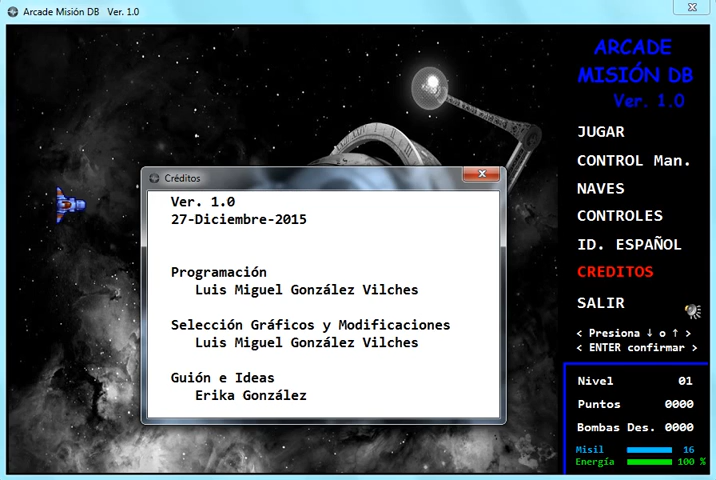 Arcade Misión DB Ver. 1.0
ARCADE
MISIÓN DB
Ver. 1.0
JUGAR
CONTROL Man.
NAVES
CONTROLES
ID. ESPAÑOL
CREDITOS
SALIR
< Presiona ↓ o ↑ >
< ENTER confirmar >
Nivel 01
Puntos 0000
Bombas Des. 0000
Misil 16
Energía 100 %
Créditos
Ver. 1.0
27-Diciembre-2015
Programación
Luis Miguel González Vilches
Selección Gráficos y Modificaciones
Luis Miguel González Vilches
Guión e Ideas
Erika González